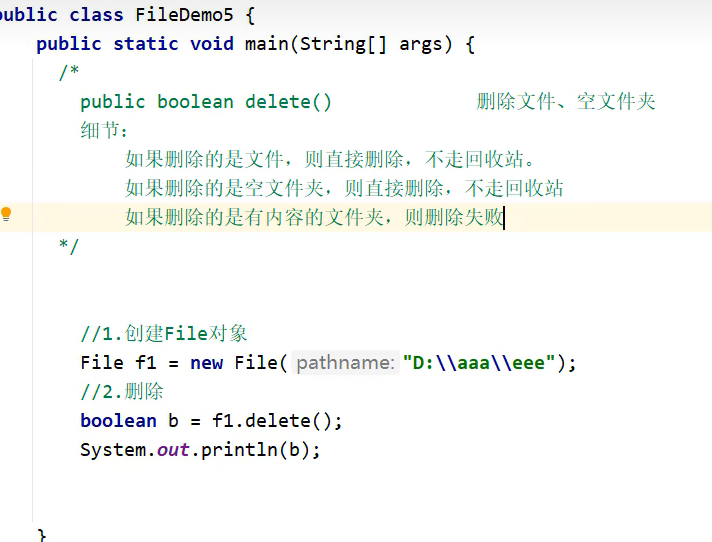 public class FileDemo5 {
public static void main(String[] args) {
/*
public boolean delete() 删除文件、空文件夹
细节：
如果删除的是文件，则直接删除，不走回收站。
如果删除的是空文件夹，则直接删除，不走回收站
如果删除的是有内容的文件夹，则删除失败
*/
//1.创建File对象
File f1 = new File( pathname: "D:\\aaa\\eee");
//2.删除
boolean b = f1.delete();
System.out.println(b);
}